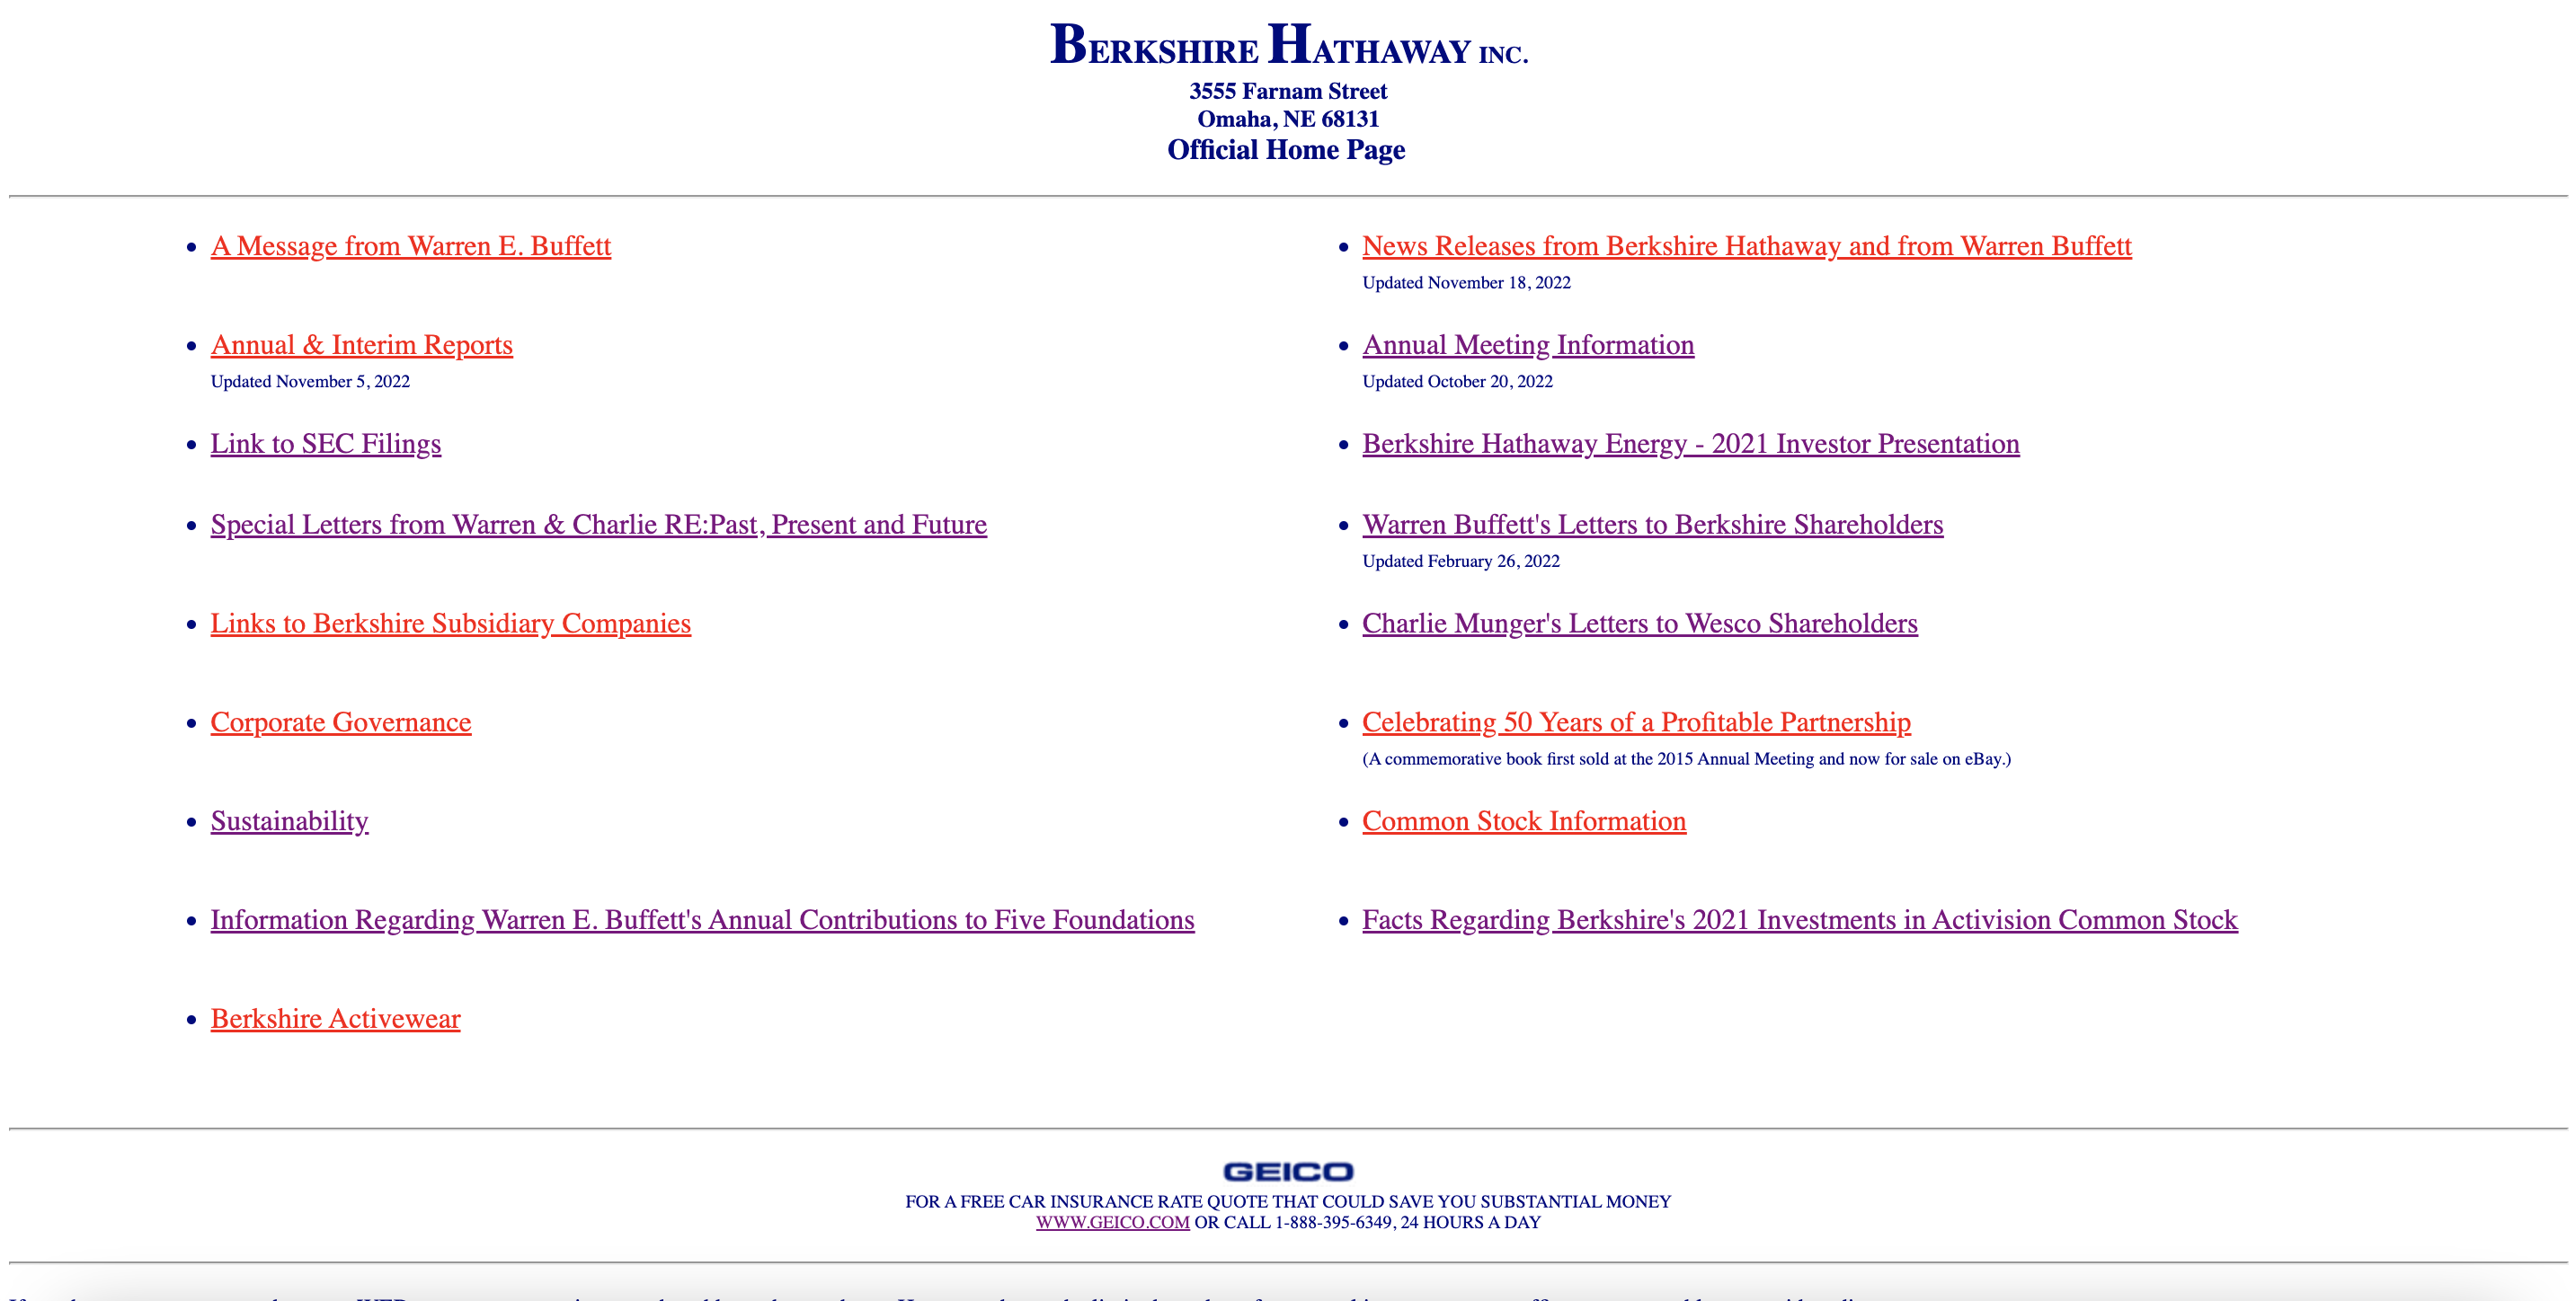 BERKSHIRE HATHAWAY INC.
3555 Farnam Street
Omaha, NE 68131
Official Home Page
A Message from Warren E. Buffett
News Releases from Berkshire Hathaway and from Warren Buffett
Updated November 18, 2022
Annual & Interim Reports
Updated November 5, 2022
Annual Meeting Information
Updated October 20, 2022
Link to SEC Filings
Berkshire Hathaway Energy - 2021 Investor Presentation
Special Letters from Warren & Charlie RE:Past, Present and Future
Warren Buffett's Letters to Berkshire Shareholders
Updated February 26, 2022
Links to Berkshire Subsidiary Companies
Charlie Munger's Letters to Wesco Shareholders
Corporate Governance
Celebrating 50 Years of a Profitable Partnership
(A commemorative book first sold at the 2015 Annual Meeting and now for sale on eBay.)
Sustainability
Common Stock Information
Information Regarding Warren E. Buffett's Annual Contributions to Five Foundations
Facts Regarding Berkshire's 2021 Investments in Activision Common Stock
Berkshire Activewear
GEICO
FOR A FREE CAR INSURANCE RATE QUOTE THAT COULD SAVE YOU SUBSTANTIAL MONEY
WWW.GEICO.COM OR CALL 1-888-395-6349, 24 HOURS A DAY